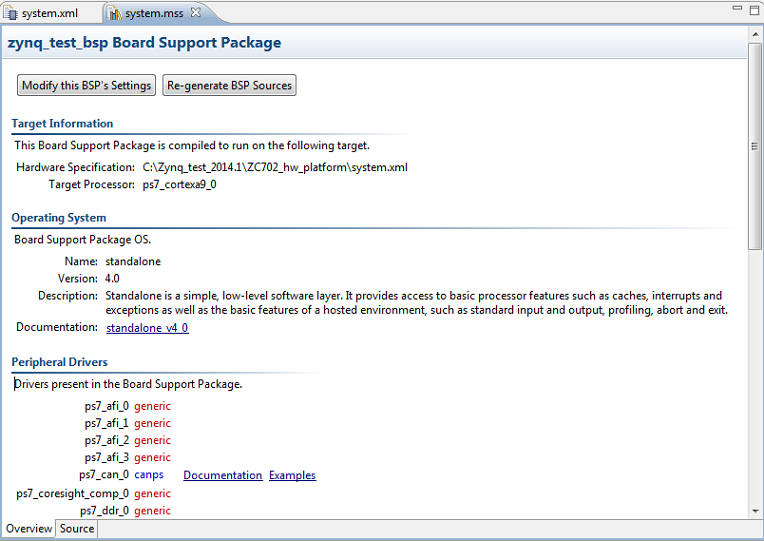 system.xml system.mss
zynq_test_bsp Board Support Package
Modify this BSP's Settings Re-generate BSP Sources
Target Information
This Board Support Package is compiled to run on the following target.
Hardware Specification: C:\Zynq_test_2014.1\ZC702_hw_platform\system.xml
Target Processor: ps7_cortexa9_0
Operating System
Board Support Package OS.
Name: standalone
Version: 4.0
Description: Standalone is a simple, low-level software layer. It provides access to basic processor features such as caches, interrupts and
exceptions as well as the basic features of a hosted environment, such as standard input and output, profiling, abort and exit.
Documentation: standalone_v4_0
Peripheral Drivers
Drivers present in the Board Support Package.
ps7_afi_0 generic
ps7_afi_1 generic
ps7_afi_2 generic
ps7_afi_3 generic
ps7_can_0 canps Documentation Examples
ps7_coresight_comp_0 generic
ps7_ddr_0 generic
Overview Source